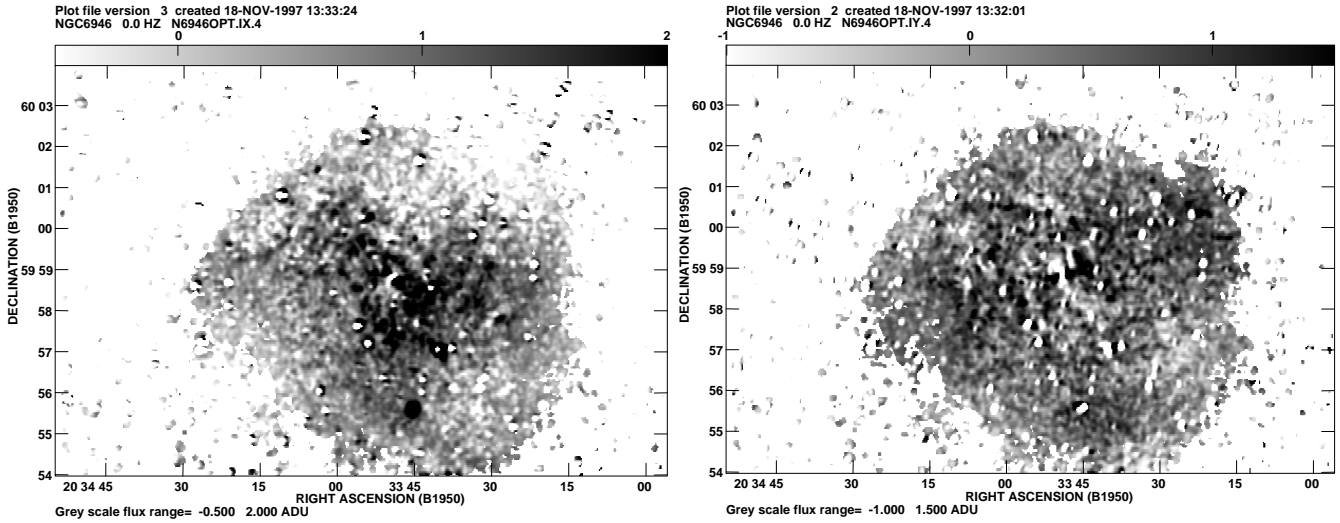 Plot file version 3 created 18-NOV-1997 13:33:24
NGC6946 0.0 HZ N6946OPT.IX.4
0 1 2
60 03
02
01
00
59 59
58
57
56
55
54
DECLINATION (B1950)
20 34 45 30 15 00 33 45 30 15 00
RIGHT ASCENSION (B1950)
Grey scale flux range= -0.500 2.000 ADU
Plot file version 2 created 18-NOV-1997 13:32:01
NGC6946 0.0 HZ N6946OPT.IY.4
-1 0 1
60 03
02
01
00
59 59
58
57
56
55
54
DECLINATION (B1950)
20 34 45 30 15 00 33 45 30 15 00
RIGHT ASCENSION (B1950)
Grey scale flux range= -1.000 1.500 ADU